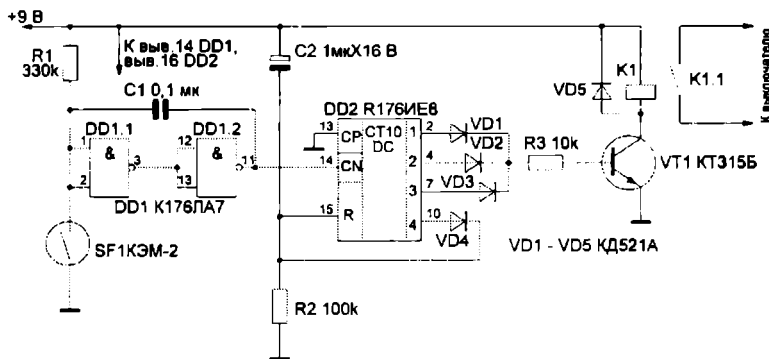 +9 В
R1
330k
К выв.14 DD1,
выв.16 DD2
C1 0,1 мк
C2 1мкХ16 В
DD1.1
DD1.2
1
&
3
2
12
&
11
13
DD1 К176ЛА7
SF1КЭМ-2
DD2 R176ИЕ8
13
CP
CT10
DC
14
CN
15
R
1
2
2
4
3
7
4
10
VD1
VD2
VD3
VD4
R3 10k
R2 100k
VD5
K1
K1.1
VT1 КТ315Б
VD1 - VD5 КД521А
К выключателю